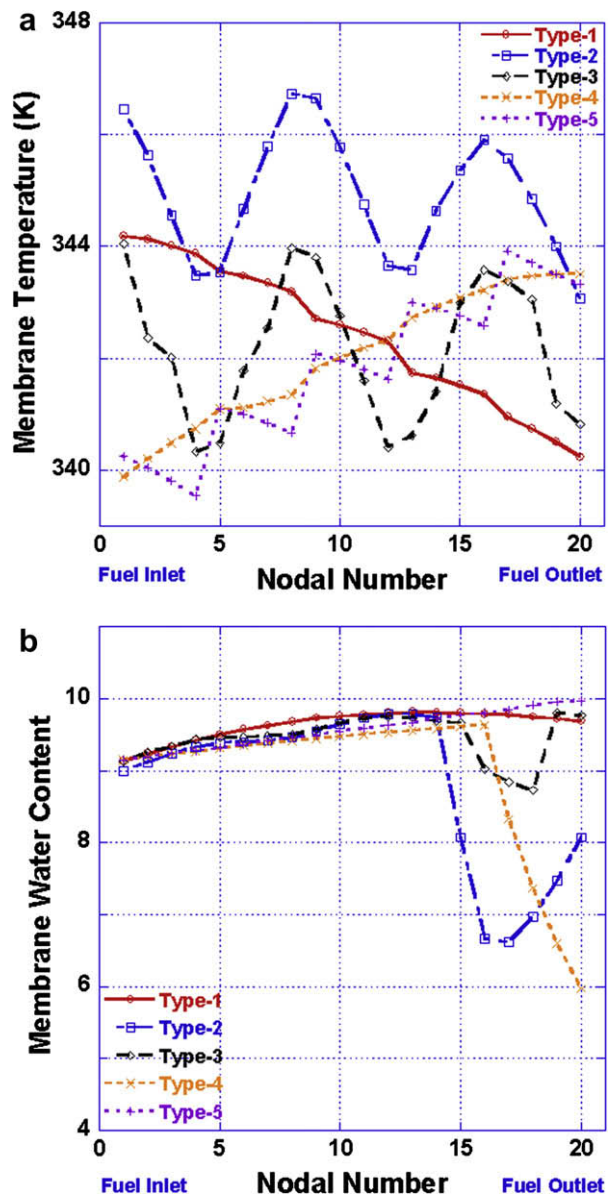 a
348
Type-1
Type-2
Type-3
Type-4
Type-5
Membrane Temperature (K)
344
340
0 5 10 15 20
Fuel Inlet Nodal Number Fuel Outlet
b
10
Membrane Water Content
8
6
Type-1
Type-2
Type-3
Type-4
Type-5
4
0 5 10 15 20
Fuel Inlet Nodal Number Fuel Outlet